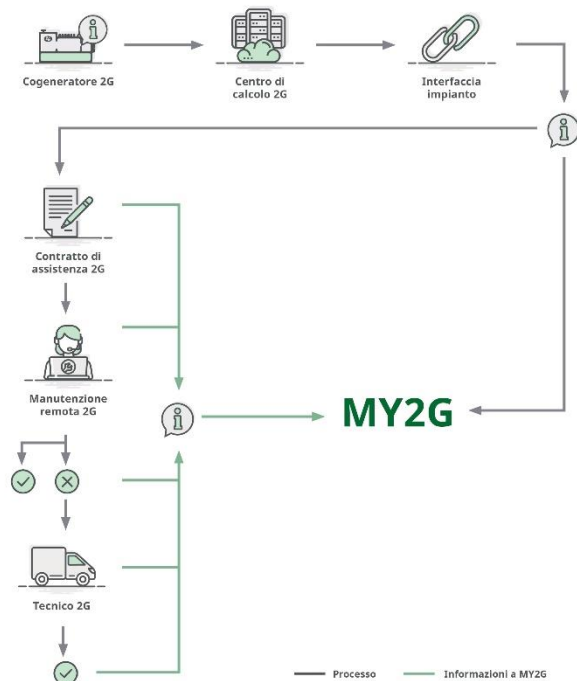 Cogeneratore 2G
Centro di
calcolo 2G
Interfaccia
impianto
Contratto di
assistenza 2G
Manutenzione
remota 2G
MY2G
Tecnico 2G
Processo
Informazioni a MY2G